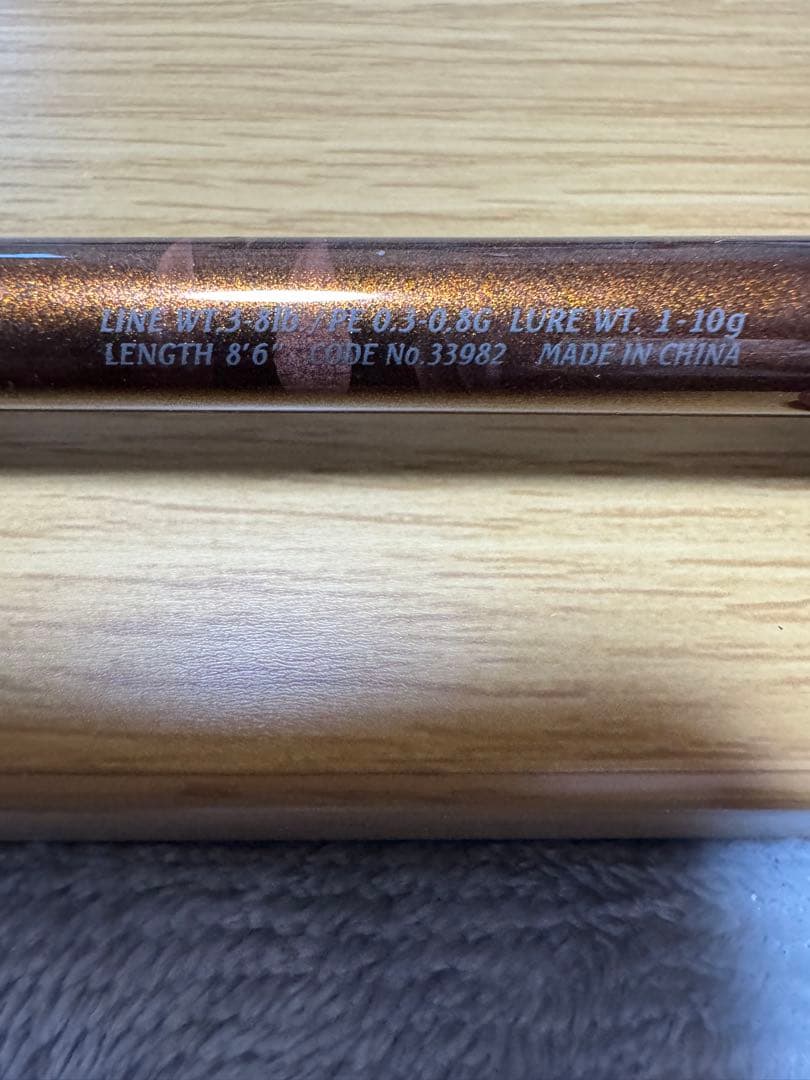 LINE WT.3-8lb / PE 0.3-0.8G LURE WT. 1-10g
LENGTH 8'6" CODE No.33982 MADE IN CHINA